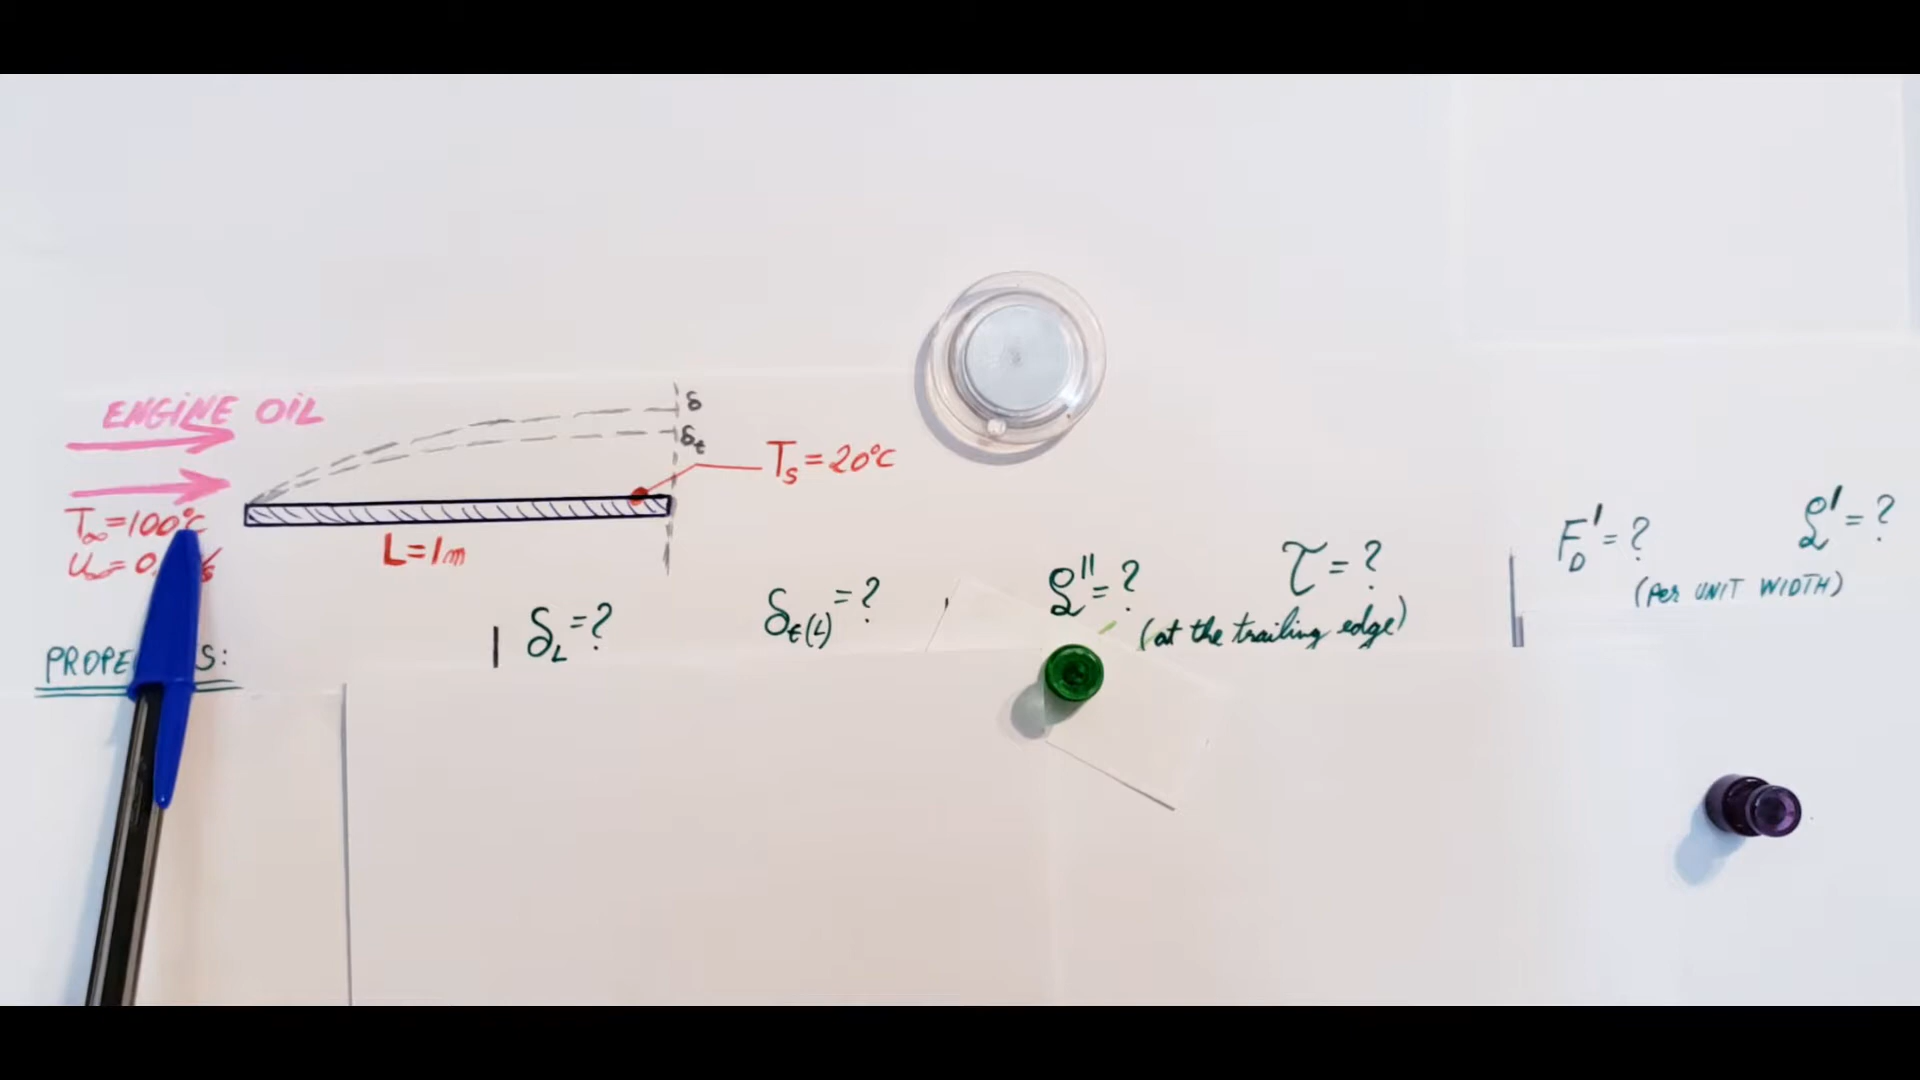 ENGINE OIL
T∞=100°C
L=1m
δ
δt
Ts=20°C
δL=?
δt(L)=?
q''=?
τ=?
(at the trailing edge)
F'D=?
q'=?
(per UNIT WIDTH)